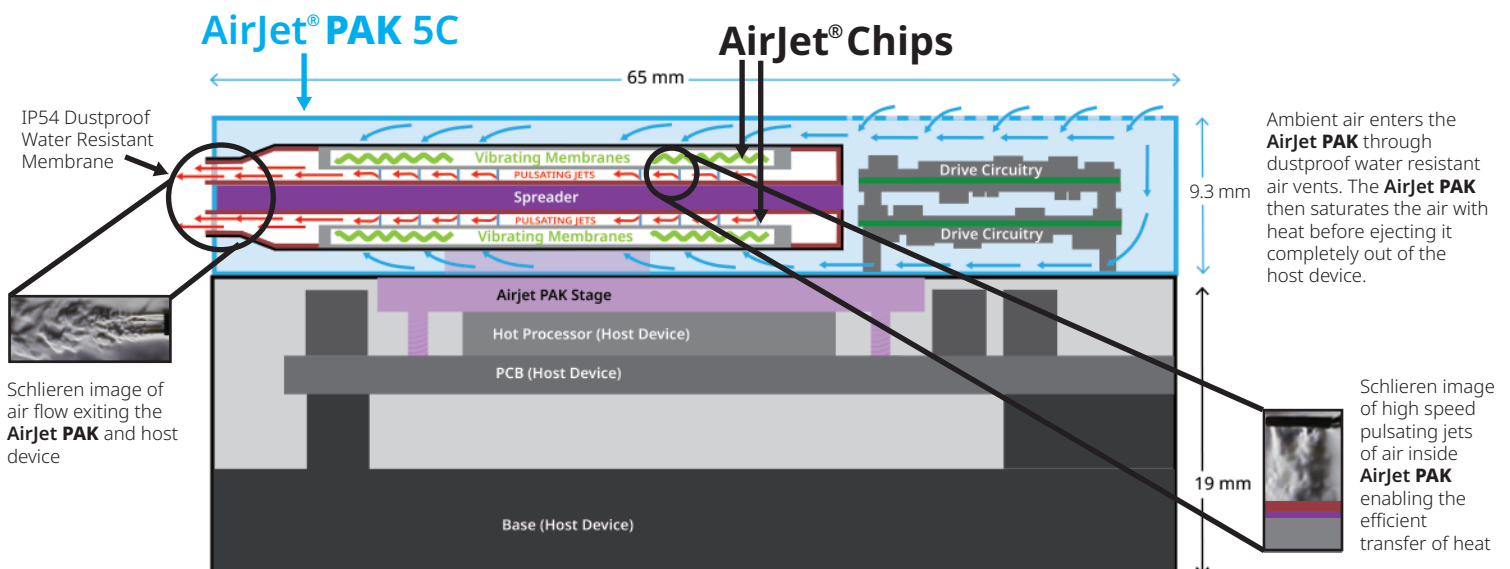 AirJet® PAK 5C
AirJet® Chips
65 mm
IP54 Dustproof
Water Resistant
Membrane
Vibrating Membranes
PULSATING JETS
Spreader
PULSATING JETS
Vibrating Membranes
Drive Circuitry
Drive Circuitry
9.3 mm
Ambient air enters the
AirJet PAK through
dustproof water resistant
air vents. The AirJet PAK
then saturates the air with
heat before ejecting it
completely out of the
host device.
Airjet PAK Stage
Hot Processor (Host Device)
PCB (Host Device)
Base (Host Device)
19 mm
Schlieren image of
air flow exiting the
AirJet PAK and host
device
Schlieren image
of high speed
pulsating jets
of air inside
AirJet PAK
enabling the
efficient
transfer of heat